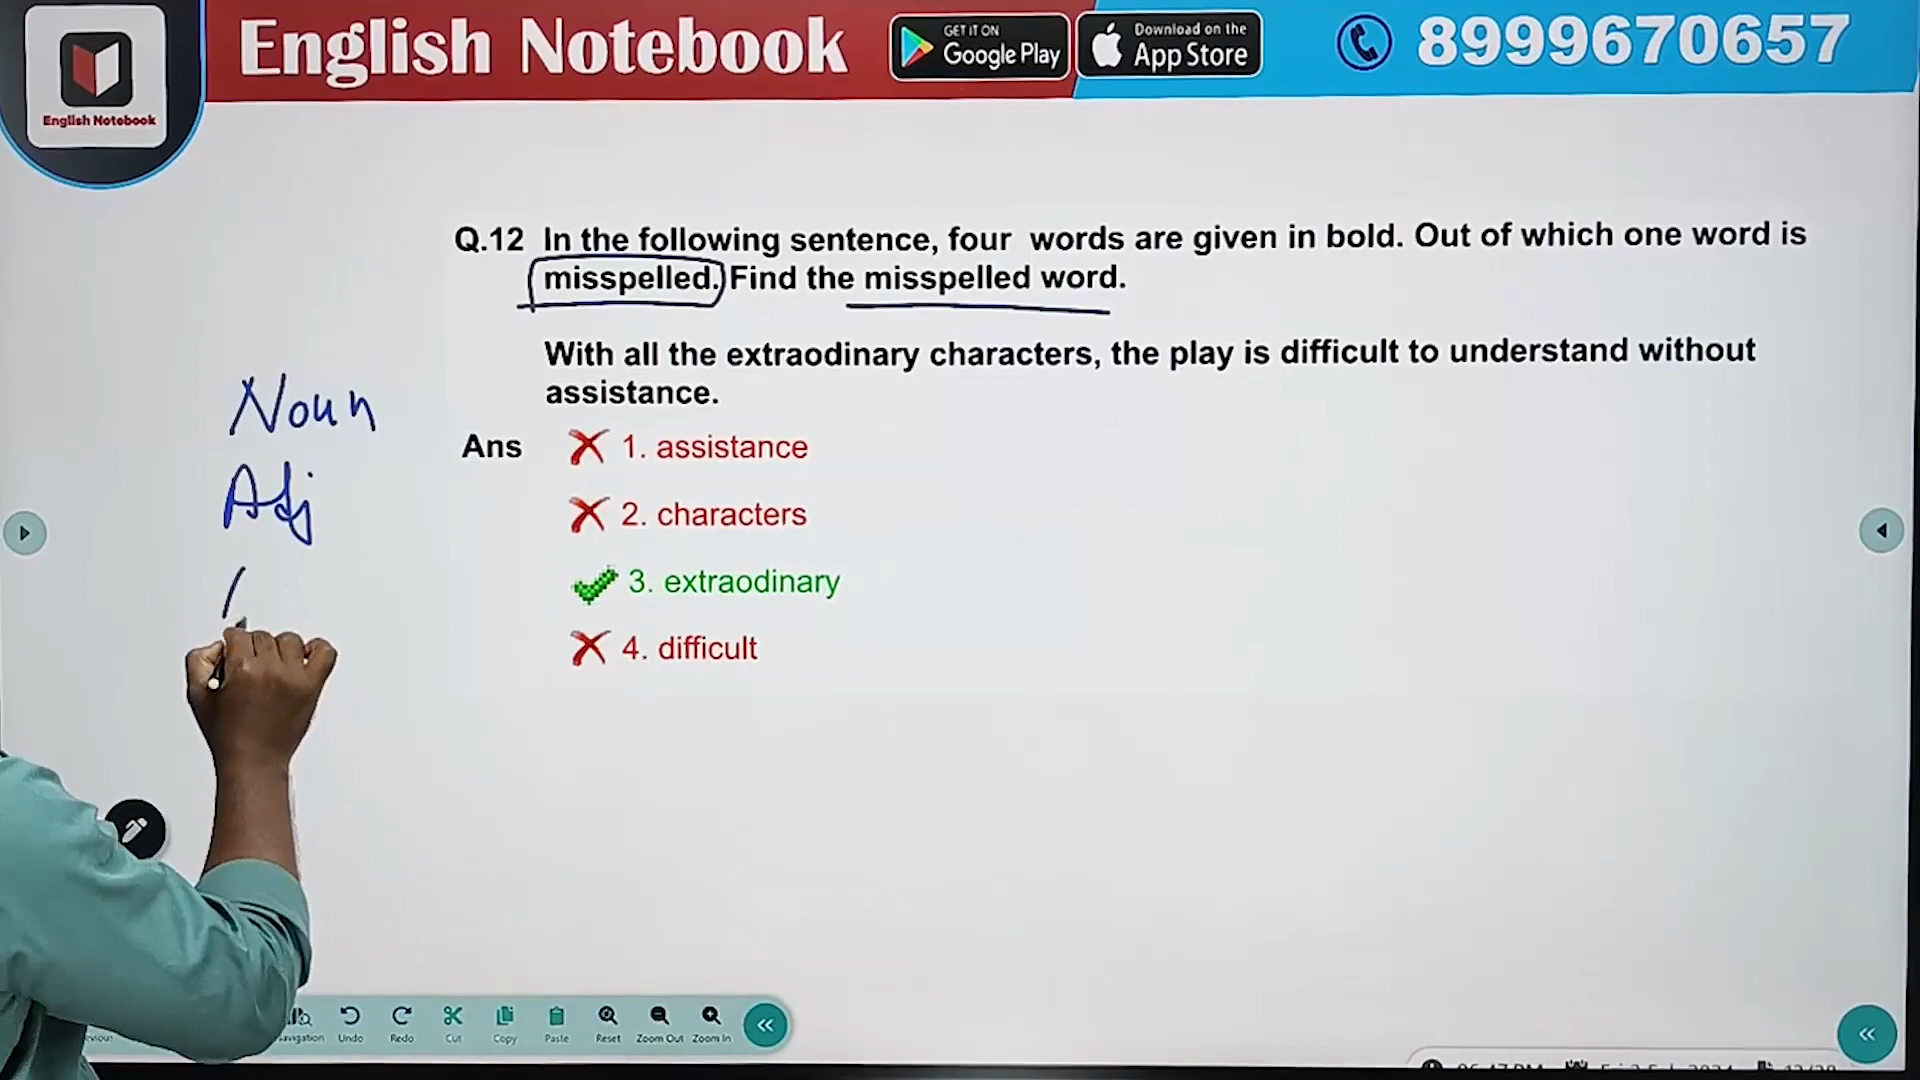 English Notebook
English Notebook
GET IT ON
Google Play
Download on the
App Store
8999670657
Q.12 In the following sentence, four words are given in bold. Out of which one word is
misspelled. Find the misspelled word.
With all the extraodinary characters, the play is difficult to understand without
assistance.
Noun
Adj
Ans
1. assistance
2. characters
3. extraodinary
4. difficult
Undo
Redo
Cut
Copy
Paste
Reset
Zoom Out
Zoom In